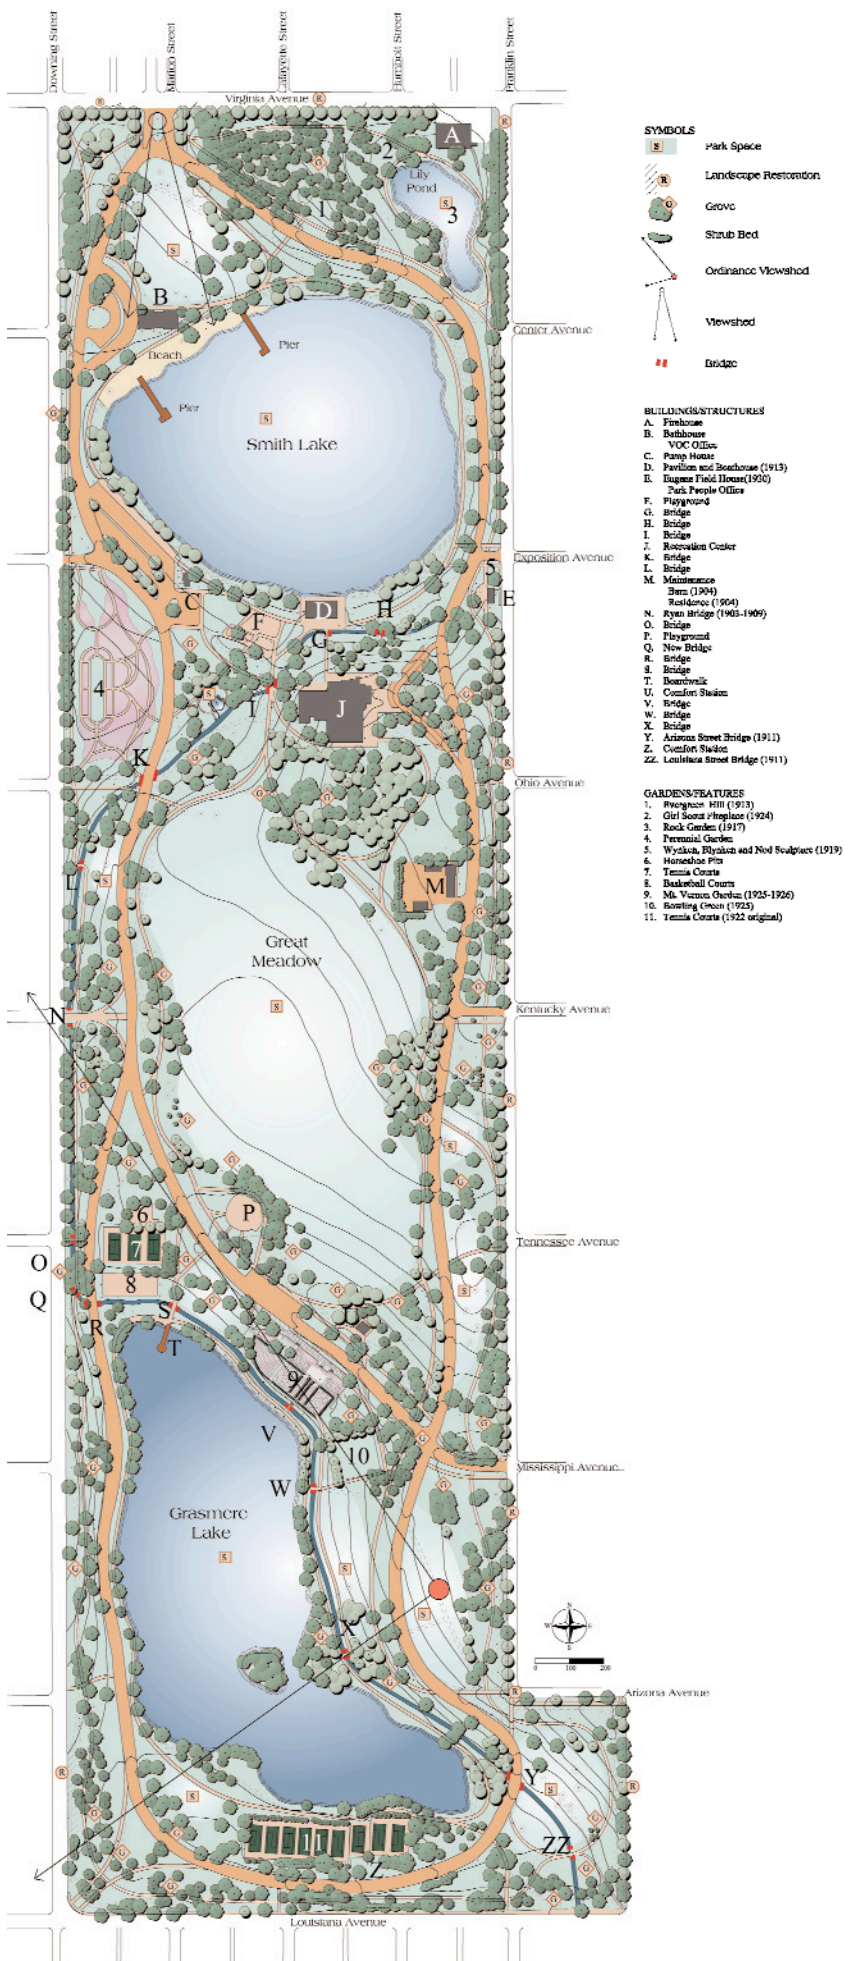 Downing Street
Marion Street
Lafayette Street
Humbolt Street
Franklin Street
Virginia Avenue
R
R
R
A
2
G
Lily
Pond
S
3
1
S
B
Center Avenue
Beach
Pier
Pier
G
S
Smith Lake
Exposition Avenue
5
E
C
F
D
H
G
G
4
S
I
J
G
G
K
R
Ohio Avenue
G
G
L
S
M
G
Great
Meadow
G
G
G
S
N
Kentucky Avenue
G
G
G
G
R
G
G
S
G
G
G
6
P
7
Tennessee Avenue
G
G
O
G
8
G
G
S
Q
G
R
S
T
9
G
V
G
G
10
Mississippi Avenue
G
G
W
R
Grasmere
Lake
S
S
G
G
S
X
G
G
N
W
E
S
0 100 200
R
Arizona Avenue
R
Y
S
R
S
G
G
G
11
ZZ
G
Z
G
G
G
Louisiana Avenue
SYMBOLS
S Park Space
R Landscape Restoration
G Grove
Shrub Bed
Ordinance Viewshed
Viewshed
Bridge
BUILDINGS/STRUCTURES
A. Firehouse
B. Bathhouse
VOC Office
C. Pump House
D. Pavilion and Boathouse (1913)
E. Eugene Field House(1930)
Park People Office
F. Playground
G. Bridge
H. Bridge
I. Bridge
J. Recreation Center
K. Bridge
L. Bridge
M. Maintenance
Barn (1904)
Residence (1904)
N. Ryan Bridge (1903-1909)
O. Bridge
P. Playground
Q. New Bridge
R. Bridge
S. Bridge
T. Boardwalk
U. Comfort Station
V. Bridge
W. Bridge
X. Bridge
Y. Arizona Street Bridge (1911)
Z. Comfort Station
ZZ. Louisiana Street Bridge (1911)
GARDENS/FEATURES
1. Evergreen Hill (1913)
2. Girl Scout Fireplace (1924)
3. Rock Garden (1917)
4. Perennial Garden
5. Wynken, Blynken and Nod Sculpture (1919)
6. Horseshoe Pits
7. Tennis Courts
8. Basketball Courts
9. Mt. Vernon Garden (1925-1926)
10. Bowling Green (1925)
11. Tennis Courts (1922 original)